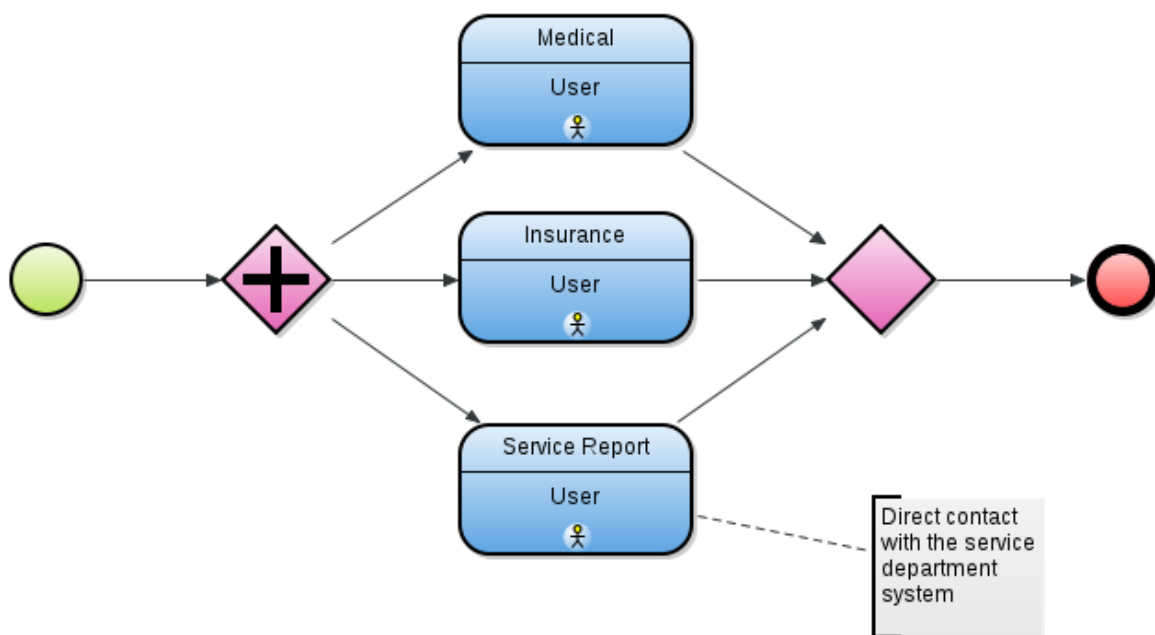 Medical
User
Insurance
User
Service Report
User
Direct contact
with the service
department
system